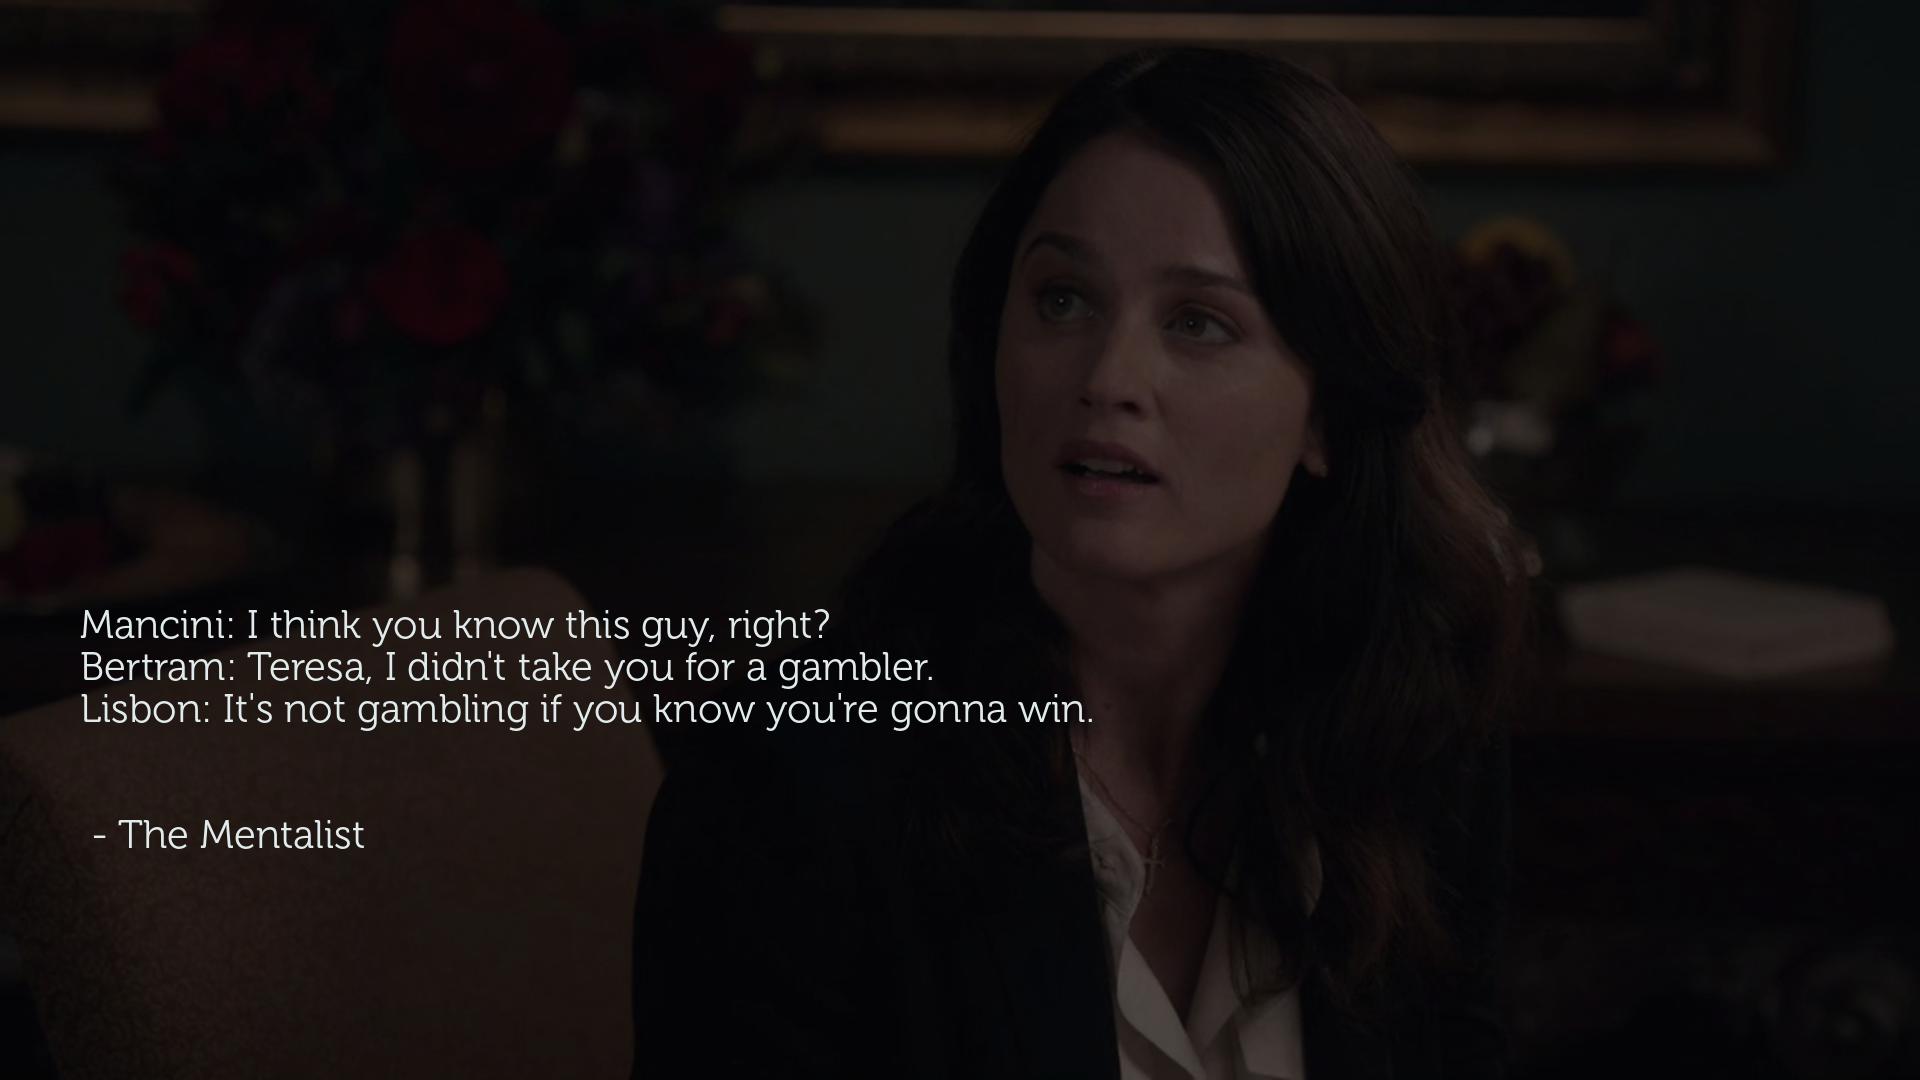 Mancini: I think you know this guy, right?
Bertram: Teresa, I didn't take you for a gambler.
Lisbon: It's not gambling if you know you're gonna win.
- The Mentalist